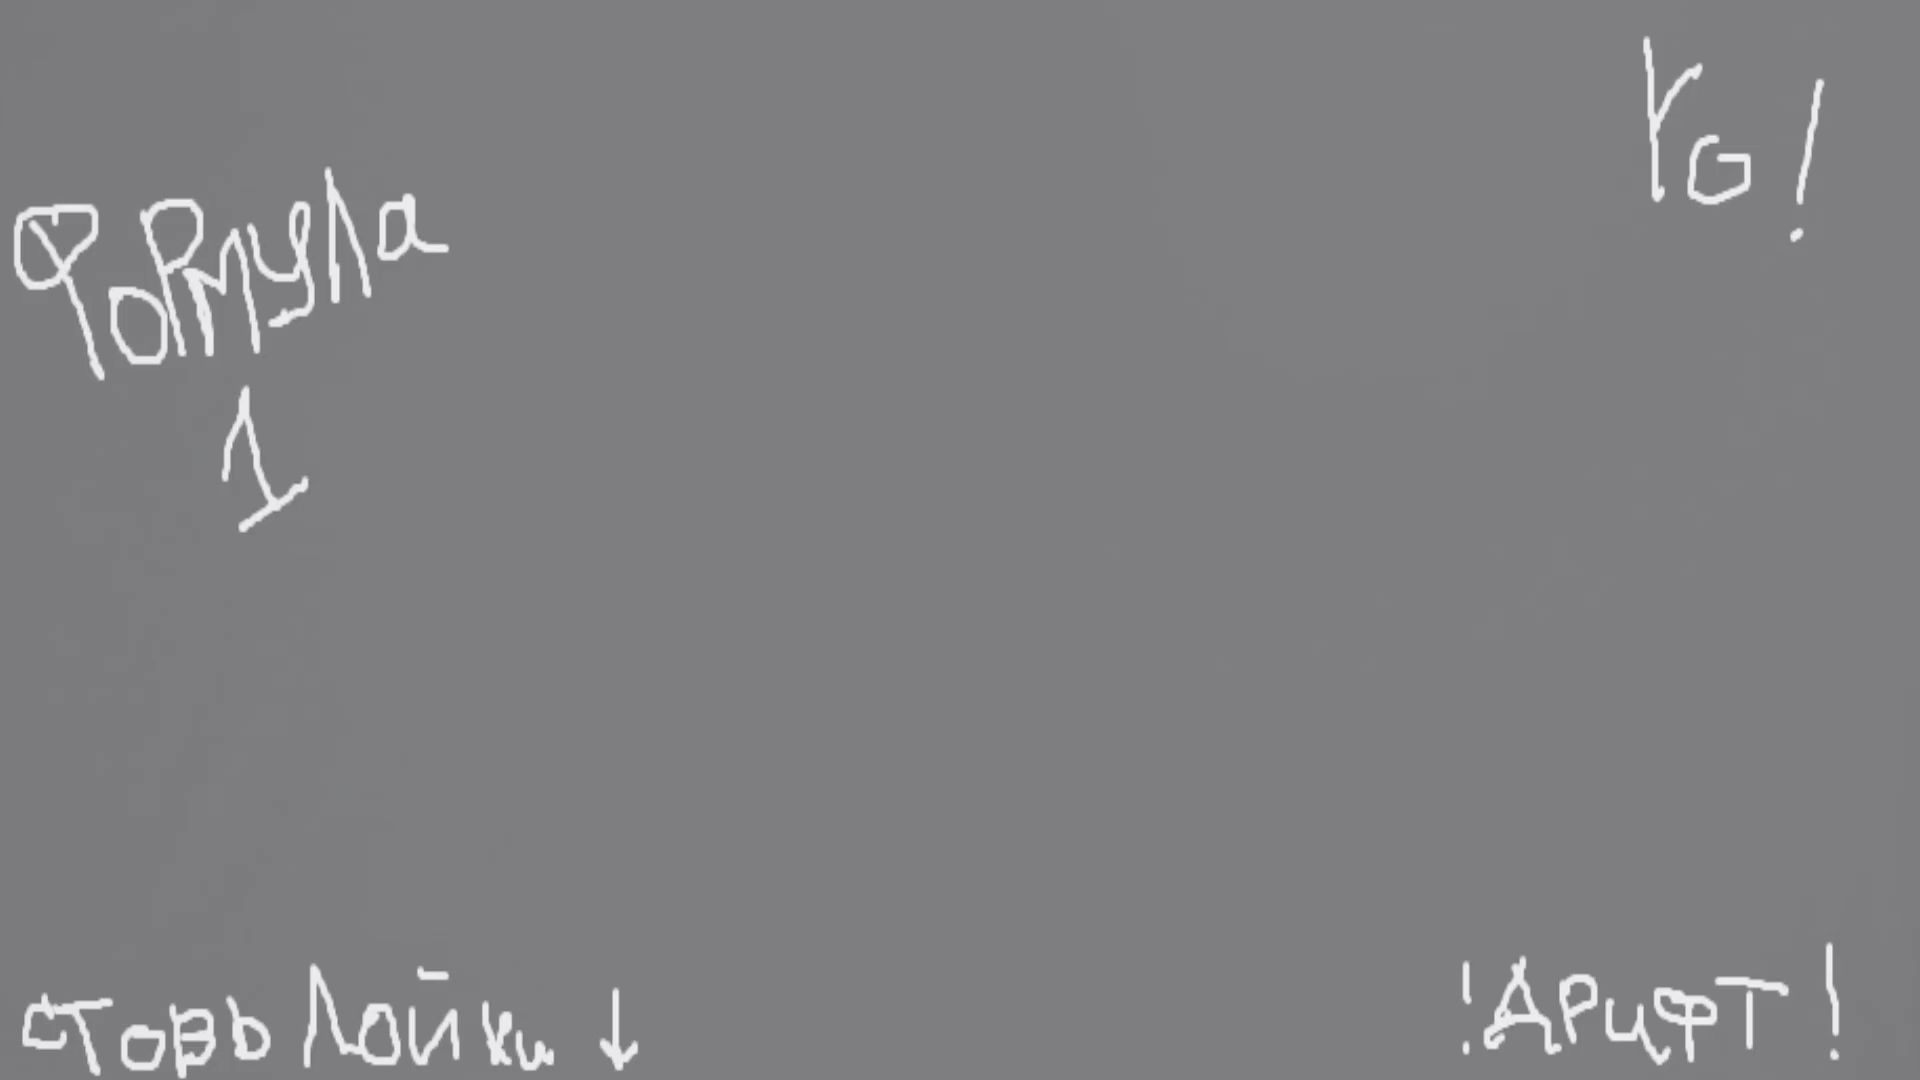 Yo!
Формула
1
стовь лойки ↓
!Дрифт!